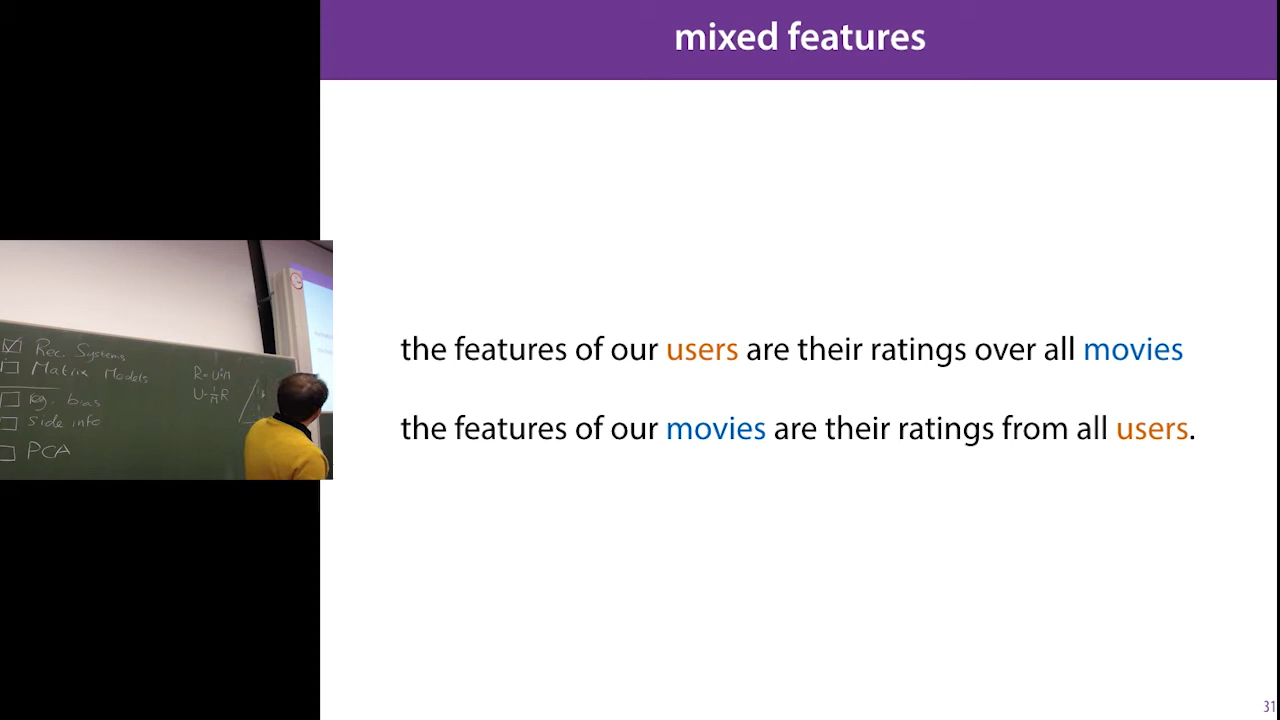 mixed features
the features of our users are their ratings over all movies
the features of our movies are their ratings from all users.
31
Rec. Systems
Matrix Models
bias
side info
PCA